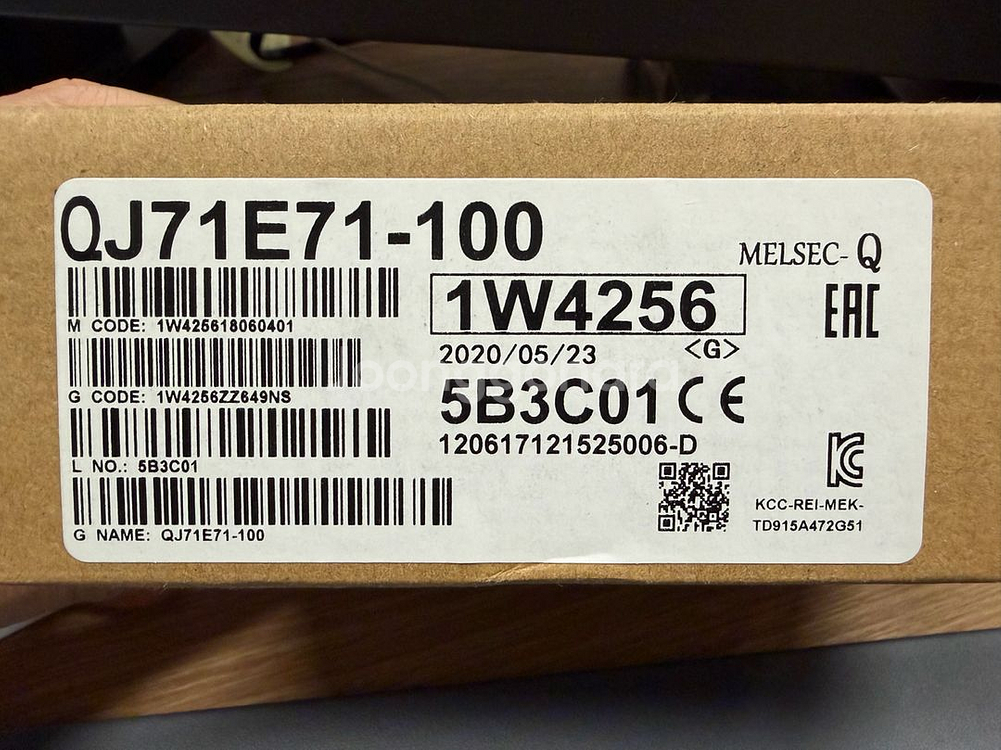 QJ71E71-100
MELSEC-Q
M CODE: 1W425618060401
1W4256
EAC
2020/05/23 <G>
G CODE: 1W4256ZZ649NS
5B3C01 CE
120617121525006-D
L NO.: 5B3C01
KC
KCC-REI-MEK-
TD915A472G51
G NAME: QJ71E71-100